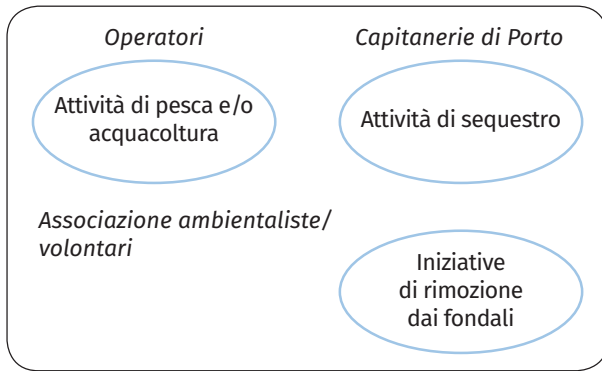 Operatori
Capitanerie di Porto
Attività di pesca e/o
acquacoltura
Attività di sequestro
Associazione ambientaliste/
volontari
Iniziative
di rimozione
dai fondali